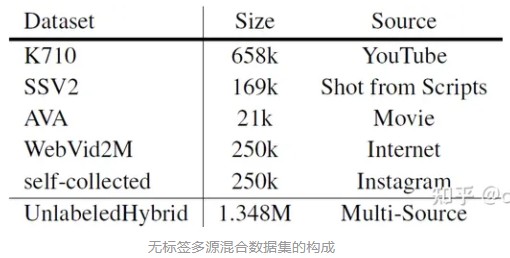 Dataset Size Source
K710 658k YouTube
SSV2 169k Shot from Scripts
AVA 21k Movie
WebVid2M 250k Internet
self-collected 250k Instagram
UnlabeledHybrid 1.348M Multi-Source
知乎 @c
无标签多源混合数据集的构成